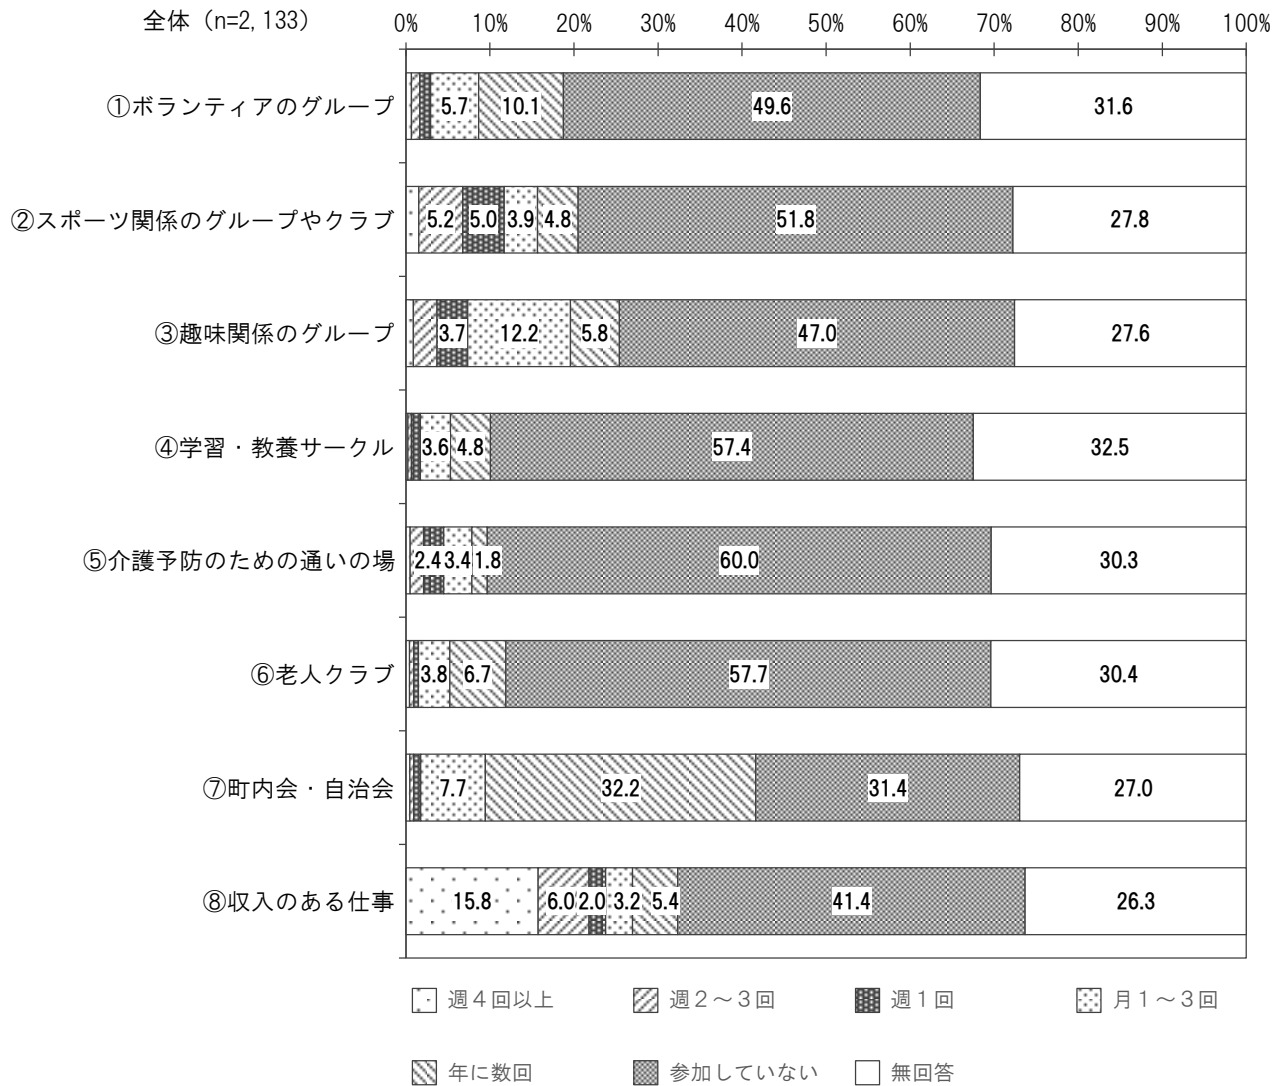 全体（n=2,133） 0% 10% 20% 30% 40% 50% 60% 70% 80% 90% 100%
①ボランティアのグループ 5.7 10.1 49.6 31.6
②スポーツ関係のグループやクラブ 5.2 5.0 3.9 4.8 51.8 27.8
③趣味関係のグループ 3.7 12.2 5.8 47.0 27.6
④学習・教養サークル 3.6 4.8 57.4 32.5
⑤介護予防のための通いの場 2.4 3.4 1.8 60.0 30.3
⑥老人クラブ 3.8 6.7 57.7 30.4
⑦町内会・自治会 7.7 32.2 31.4 27.0
⑧収入のある仕事 15.8 6.0 2.0 3.2 5.4 41.4 26.3
週４回以上 週２～３回 週１回 月１～３回
年に数回 参加していない 無回答